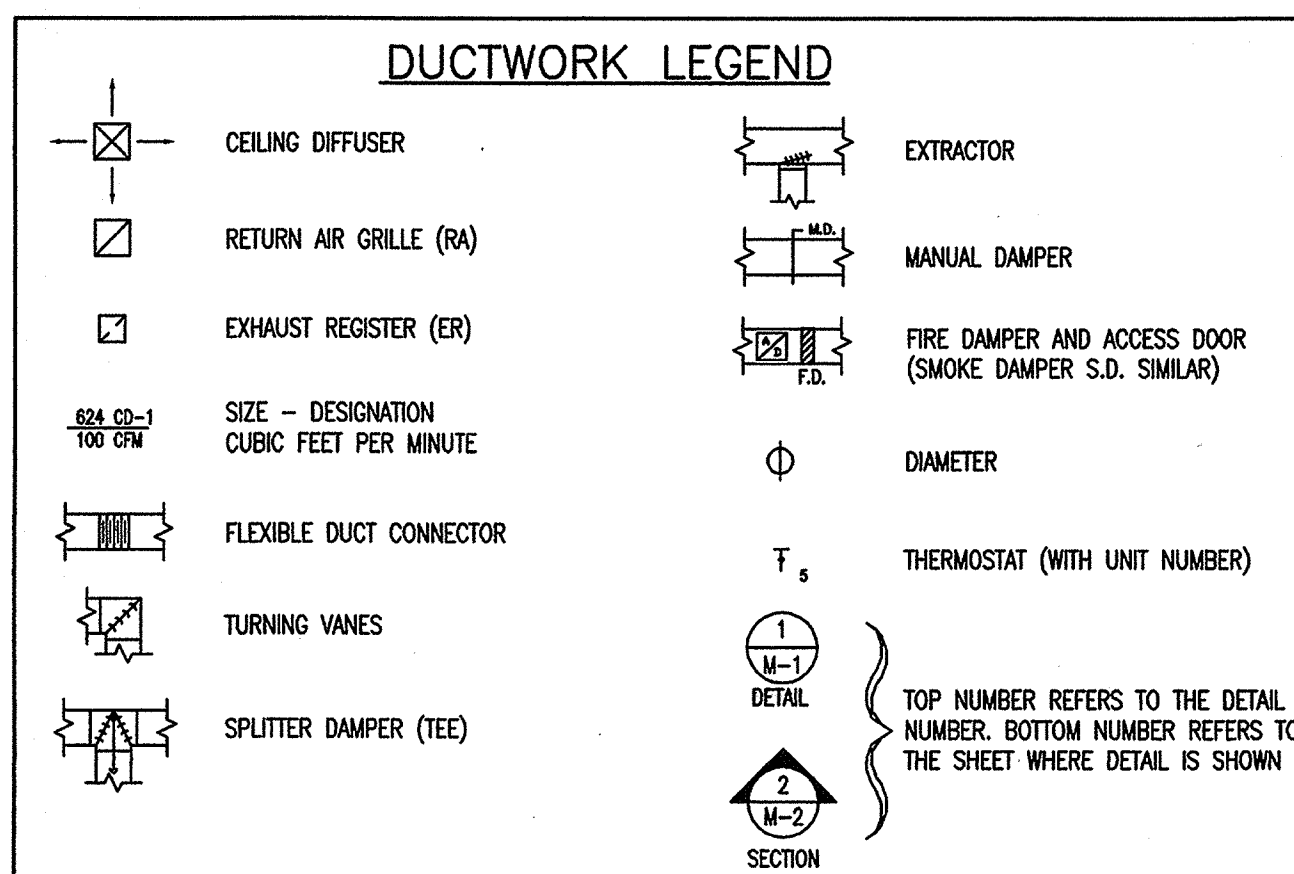 DUCTWORK LEGEND
CEILING DIFFUSER
RETURN AIR GRILLE (RA)
EXHAUST REGISTER (ER)
624 CD-1
100 CFM
SIZE - DESIGNATION
CUBIC FEET PER MINUTE
FLEXIBLE DUCT CONNECTOR
TURNING VANES
SPLITTER DAMPER (TEE)
EXTRACTOR
M.D.
MANUAL DAMPER
A
D
F.D.
FIRE DAMPER AND ACCESS DOOR
(SMOKE DAMPER S.D. SIMILAR)
DIAMETER
T 5
THERMOSTAT (WITH UNIT NUMBER)
1
M-1
DETAIL
2
M-2
SECTION
TOP NUMBER REFERS TO THE DETAIL
NUMBER. BOTTOM NUMBER REFERS TO
THE SHEET WHERE DETAIL IS SHOWN